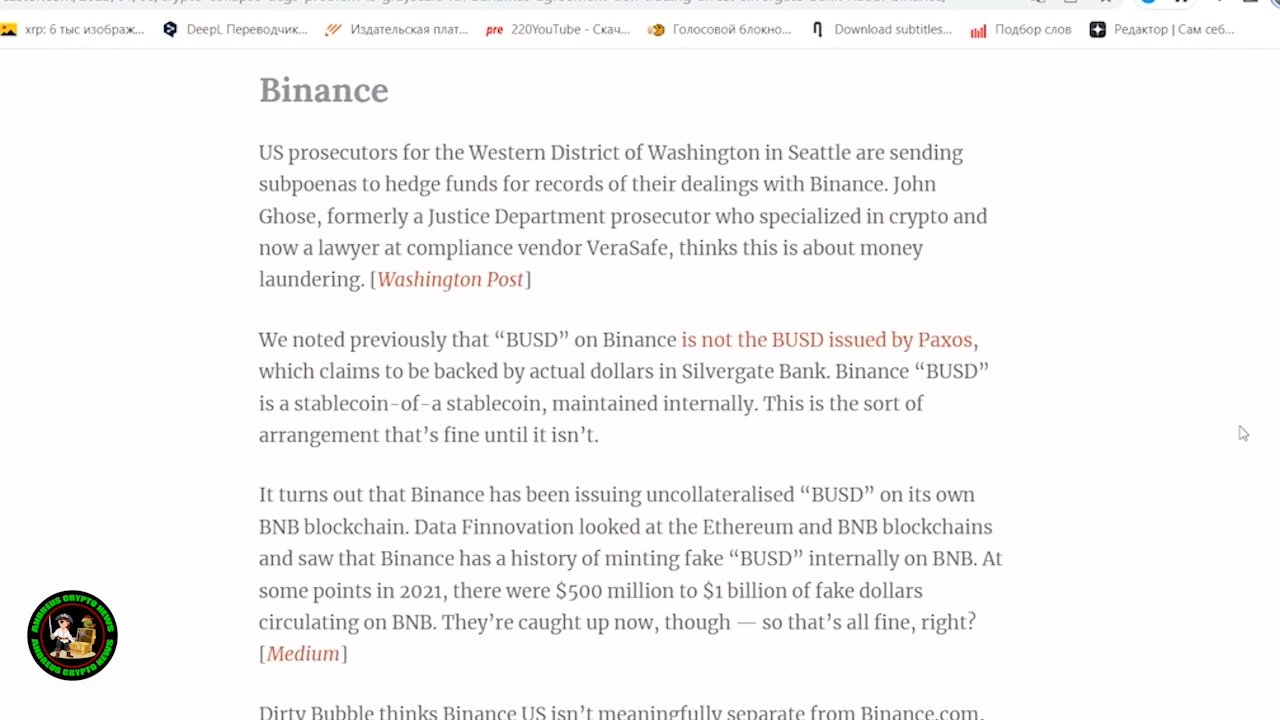 xrp: 6 тыс изображ...
DeepL Переводчик...
Издательская плат...
pre 220YouTube - Скач...
Голосовой блокно...
Download subtitles...
Подбор слов
Редактор | Сам себ...
Binance
US prosecutors for the Western District of Washington in Seattle are sending
subpoenas to hedge funds for records of their dealings with Binance. John
Ghose, formerly a Justice Department prosecutor who specialized in crypto and
now a lawyer at compliance vendor VeraSafe, thinks this is about money
laundering. [Washington Post]
We noted previously that “BUSD” on Binance is not the BUSD issued by Paxos,
which claims to be backed by actual dollars in Silvergate Bank. Binance “BUSD”
is a stablecoin-of-a stablecoin, maintained internally. This is the sort of
arrangement that’s fine until it isn’t.
It turns out that Binance has been issuing uncollateralised “BUSD” on its own
BNB blockchain. Data Finnovation looked at the Ethereum and BNB blockchains
and saw that Binance has a history of minting fake “BUSD” internally on BNB. At
some points in 2021, there were $500 million to $1 billion of fake dollars
circulating on BNB. They’re caught up now, though — so that’s all fine, right?
[Medium]
Dirty Bubble thinks Binance US isn’t meaningfully separate from Binance.com.
ANDREUS CRYPTO NEWS
ANDREUS CRYPTO NEWS